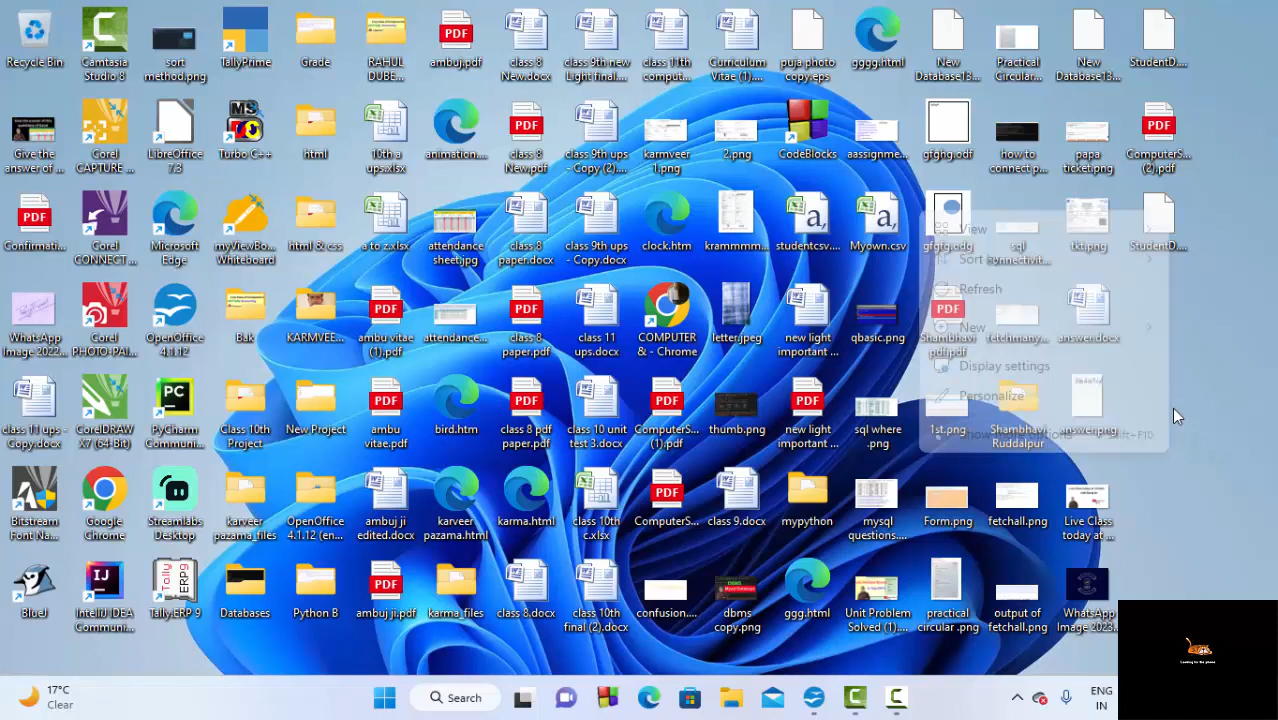 Recycle Bin
Camtasia
Studio 8
sort
method.png
TallyPrime
Grade
RAHUL
DUBE...
ambuj.pdf
class 8
New.docx
class 9th new
Light final....
class 11th
comput...
Curriculum
Vitae (1)....
puja photo
copy.eps
gggg.html
New
Database13...
Practical
Circular...
New
Database13...
StudentD...
Give the
answer of ...
Corel
CAPTURE ...
LibreOffice
7.3
Turbo C++
html
10th a
ups.xlsx
animation....
class 8
New.pdf
class 9th ups
- Copy (2)....
karmveer
1.png
2.png
CodeBlocks
aassignme...
gfghg.odf
how to
connect p...
papa
ticket.png
ComputerS...
(2).pdf
Confirmati...
Corel
CONNECT ...
Microsoft
Edge
myViewBo...
Whiteboard
html & css
a to z.xlsx
attendance
sheet.jpg
class 8
paper.docx
class 9th ups
- Copy.docx
clock.htm
krammmm...
studentcsv....
Myown.csv
gfgfg.odg
sql
connectivit...
txt.png
StudentD...
View
Sort
Refresh
New
Display settings
Personalize
options
Shift+F10
WhatsApp
Image 2022...
Corel
PHOTO-PAI...
OpenOffice
4.1.12
Bak
KARMVEE...
ambu vitae
(1).pdf
attendance...
class 8
paper.pdf
class 11
ups.docx
COMPUTER
& - Chrome
letter.jpeg
new light
important ...
qbasic.png
Shambhavi
pdf.pdf
fetchmany...
answer.docx
class 11 ups -
Copy.docx
CorelDRAW
X7 (64-Bit)
PyCharm
Communi...
Class 10th
Project
New Project
ambu
vitae.pdf
bird.htm
class 8 pdf
paper.pdf
class 10 unit
test 3.docx
ComputerS...
(1).pdf
thumb.png
new light
important ...
sql where
.png
1st.png
Shambhavi
Ruddalpur
answer.png
Bitstream
Font Na...
Google
Chrome
Streamlabs
Desktop
karveer
pazama_files
OpenOffice
4.1.12 (en...
ambuj ji
edited.docx
karveer
pazama.html
karma.html
class 10th
c.xlsx
ComputerS...
class 9.docx
mypython
mysql
questions....
Form.png
fetchall.png
Live Class
today at ...
BlueJ
IntelliJ IDEA
Communi...
Tally.ERP 9
Databases
Python B
ambuj ji.pdf
karma_files
class 8.docx
class 10th
final (2).docx
confusion....
dbms
copy.png
ggg.html
Unit Problem
Solved (1)....
practical
circular .png
output of
fetchall.png
WhatsApp
Image 2023...
Looking for the phone
17°C
Clear
Search
ENG
IN